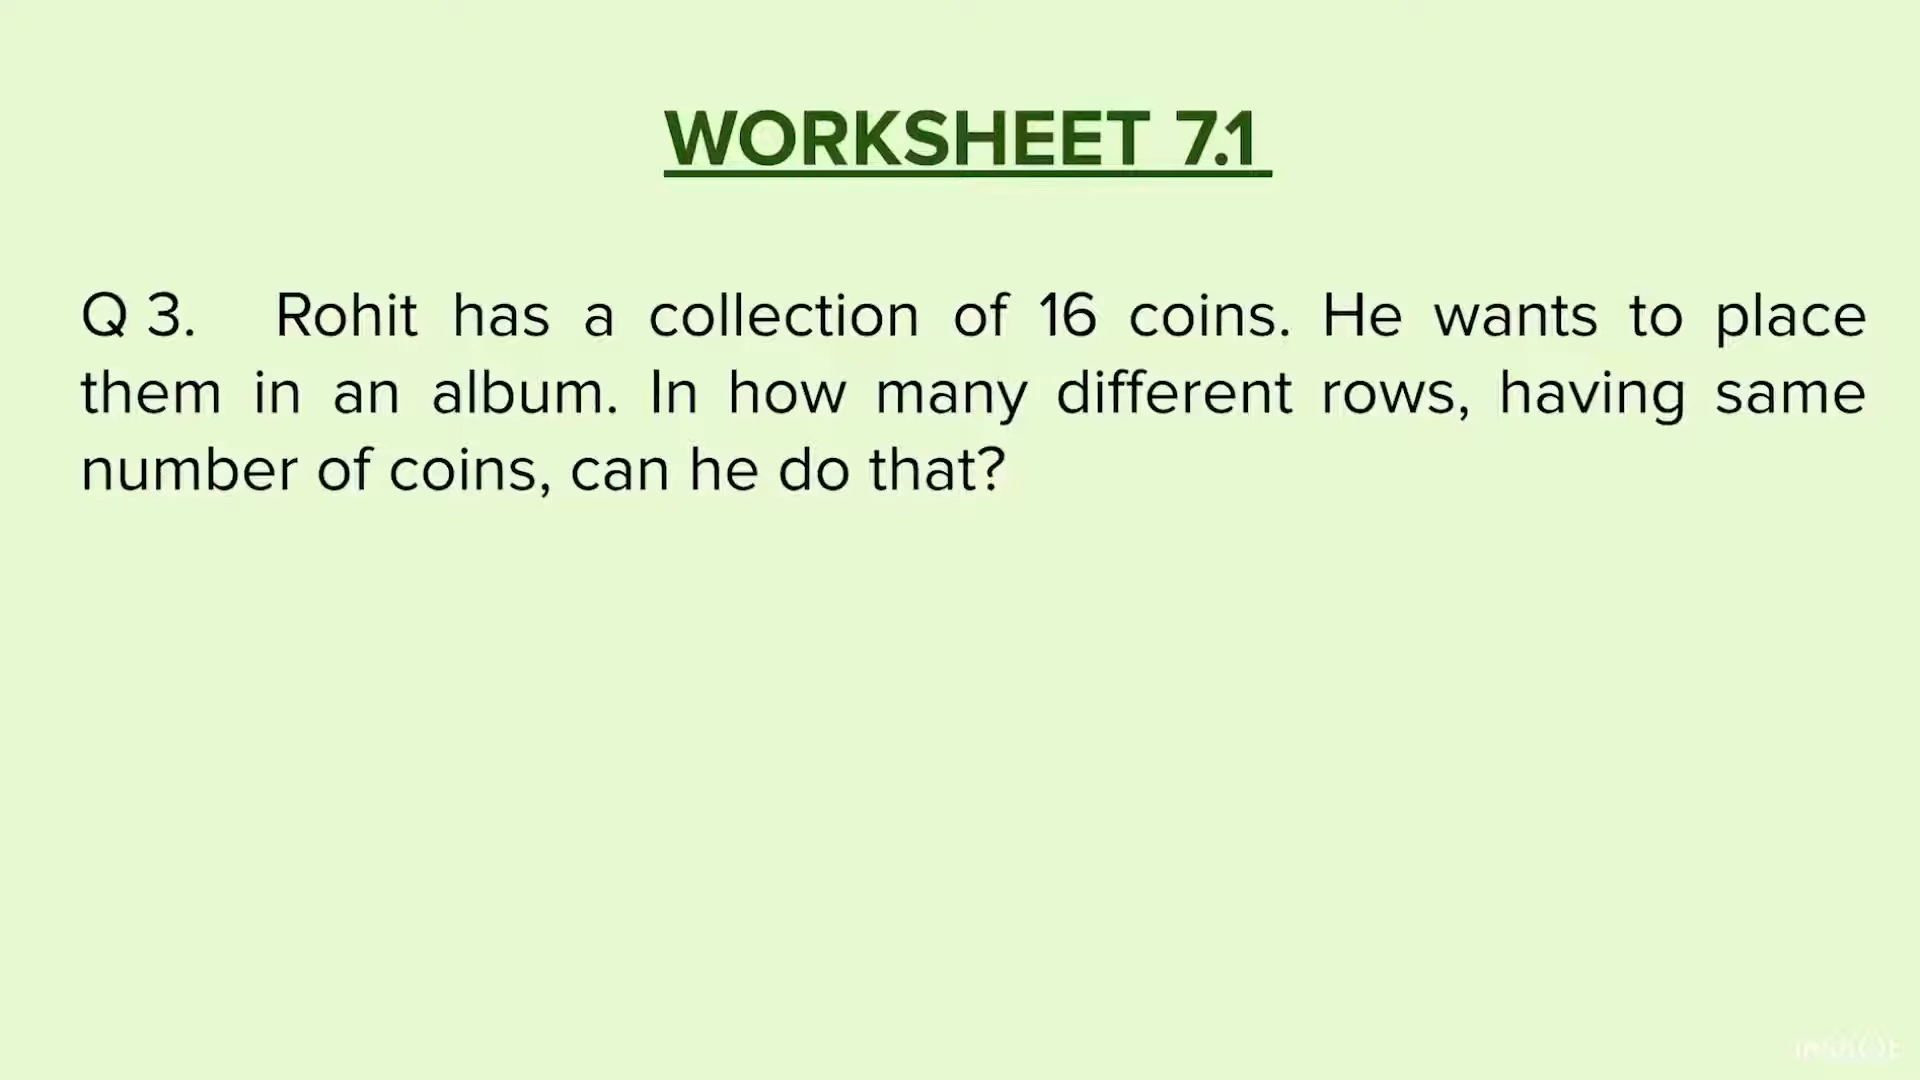 WORKSHEET 7.1
Q 3. Rohit has a collection of 16 coins. He wants to place
them in an album. In how many different rows, having same
number of coins, can he do that?